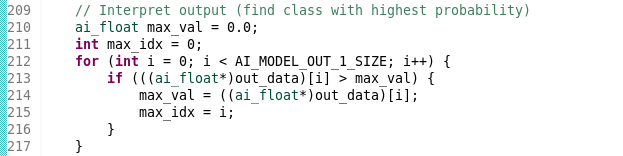 209    // Interpret output (find class with highest probability)
210    ai_float max_val = 0.0;
211    int max_idx = 0;
212    for (int i = 0; i < AI_MODEL_OUT_1_SIZE; i++) {
213        if (((ai_float*)out_data)[i] > max_val) {
214            max_val = ((ai_float*)out_data)[i];
215            max_idx = i;
216        }
217    }